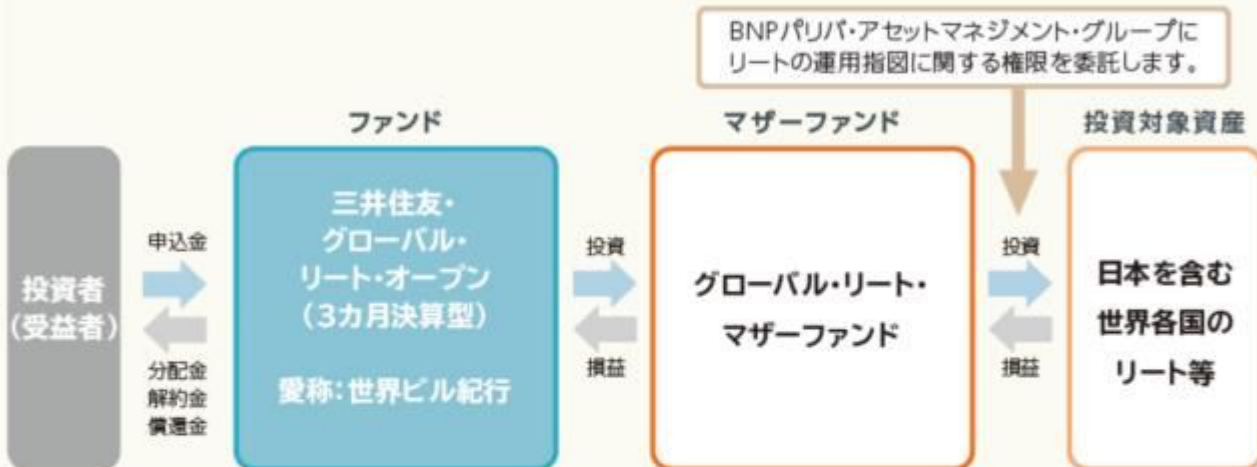 BNPパリバ・アセットマネジメント・グループに
リートの運用指図に関する権限を委託します。
ファンド
マザーファンド
投資対象資産
投資者
(受益者)
申込金
分配金
解約金
償還金
三井住友・
グローバル・
リート・オープン
(3カ月決算型)
愛称:世界ビル紀行
投資
損益
グローバル・リート・
マザーファンド
投資
損益
日本を含む
世界各国の
リート等